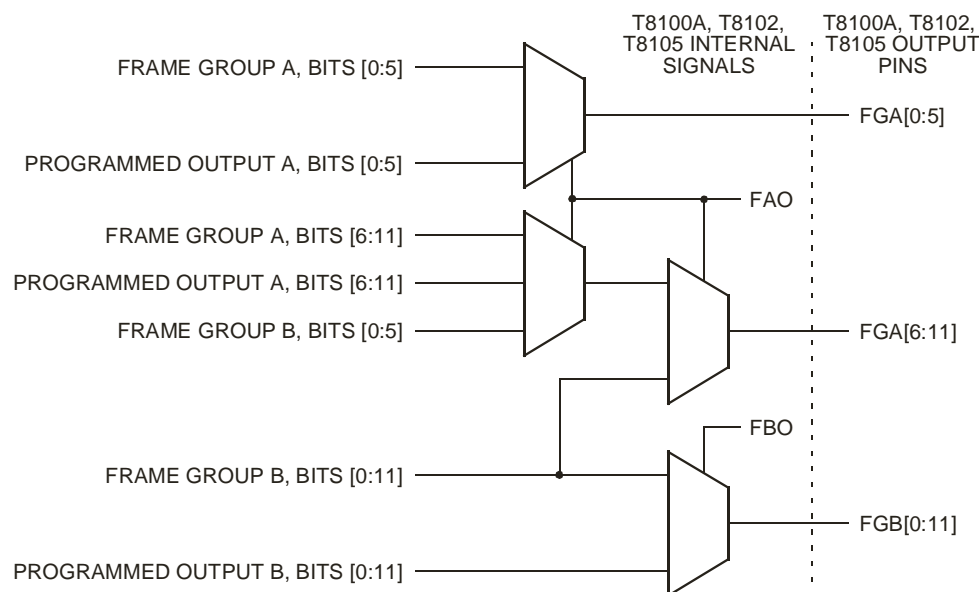 T8100A, T8102,
T8105 INTERNAL
SIGNALS
T8100A, T8102,
T8105 OUTPUT
PINS
FRAME GROUP A, BITS [0:5]
FGA[0:5]
PROGRAMMED OUTPUT A, BITS [0:5]
FAO
FRAME GROUP A, BITS [6:11]
PROGRAMMED OUTPUT A, BITS [6:11]
FRAME GROUP B, BITS [0:5]
FGA[6:11]
FBO
FRAME GROUP B, BITS [0:11]
FGB[0:11]
PROGRAMMED OUTPUT B, BITS [0:11]